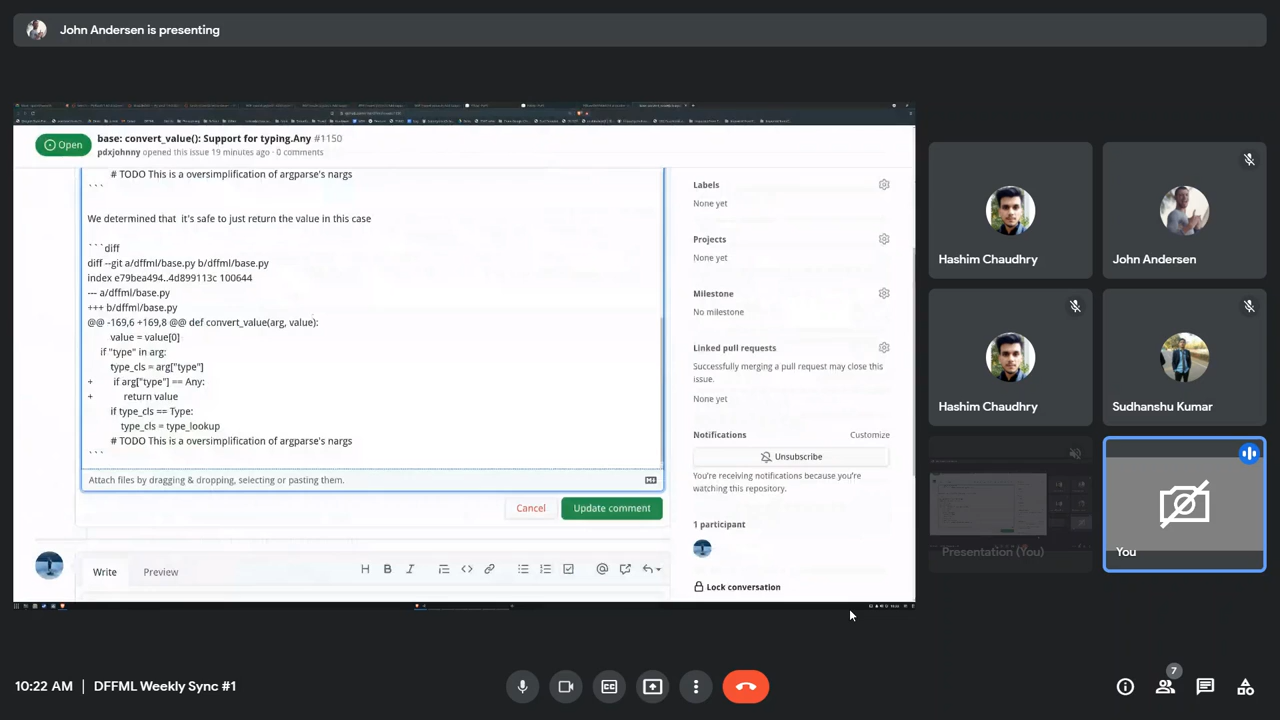 John Andersen is presenting
Open
base: convert_value(): Support for typing.Any #1150
pdxjohnny opened this issue 19 minutes ago · 0 comments
# TODO This is a oversimplification of argparse's nargs
```
We determined that  it's safe to just return the value in this case
```diff
diff --git a/dffml/base.py b/dffml/base.py
index e79bea494..4d899113c 100644
--- a/dffml/base.py
+++ b/dffml/base.py
@@ -169,6 +169,8 @@ def convert_value(arg, value):
value = value[0]
if "type" in arg:
type_cls = arg["type"]
+ if arg["type"] == Any:
+ return value
if type_cls == Type:
type_cls = type_lookup
# TODO This is a oversimplification of argparse's nargs
```
Attach files by dragging & dropping, selecting or pasting them.
Cancel
Update comment
Write
Preview
Labels
None yet
Projects
None yet
Milestone
No milestone
Linked pull requests
Successfully merging a pull request may close this
issue.
None yet
Notifications
Customize
Unsubscribe
You're receiving notifications because you're
watching this repository.
1 participant
Lock conversation
Hashim Chaudhry
John Andersen
Hashim Chaudhry
Sudhanshu Kumar
Presentation (You)
You
10:22 AM | DFFML Weekly Sync #1
7